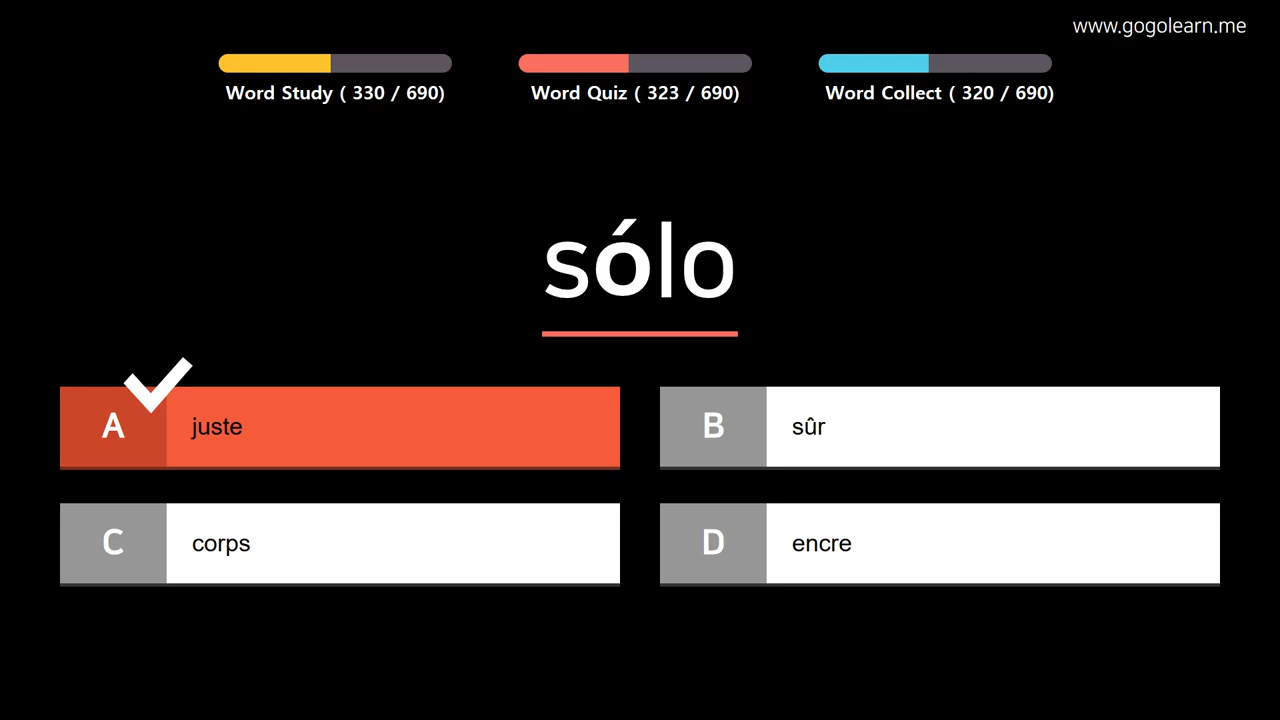 www.gogolearn.me
Word Study ( 330 / 690)
Word Quiz ( 323 / 690)
Word Collect ( 320 / 690)
sólo
A juste
B sûr
C corps
D encre